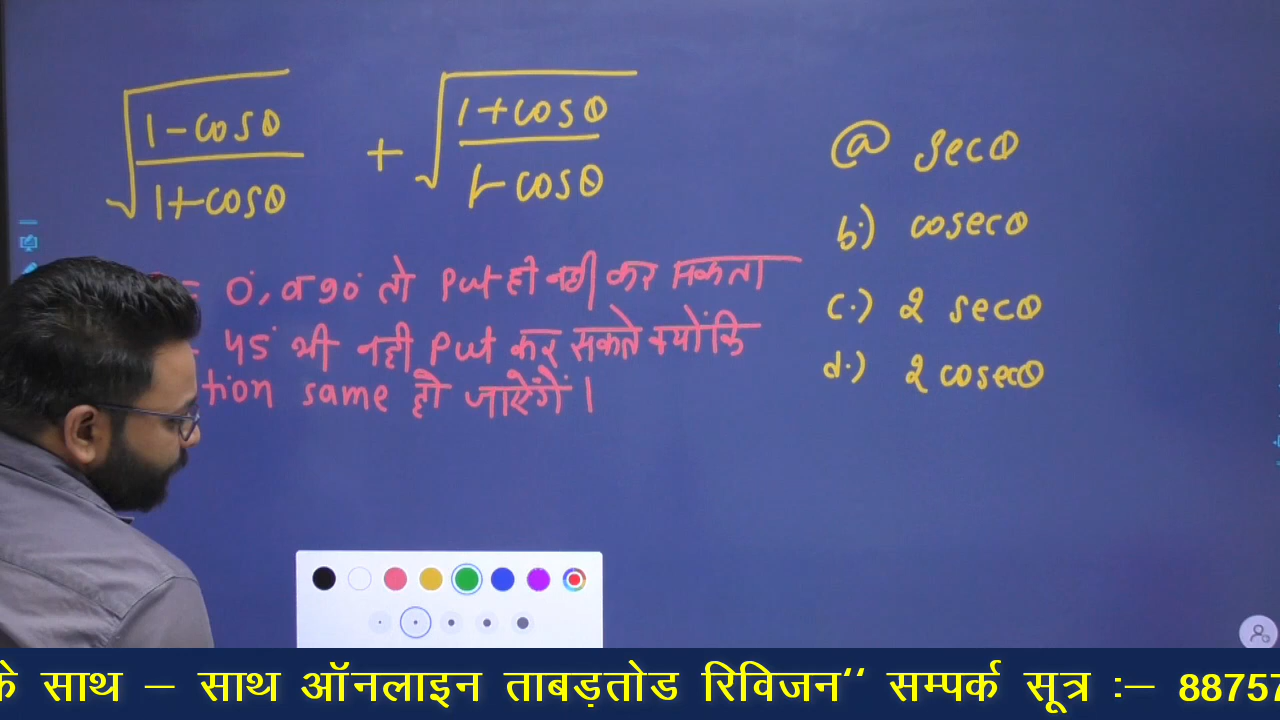 √((1-cosθ)/(1+cosθ)) + √((1+cosθ)/(1-cosθ))
a) secθ
b.) cosecθ
c.) 2 secθ
d.) 2 cosecθ
= 0°, व 90° तो Put ही नही कर सकता
45° भी नही Put कर सकते क्योंकि
tion same हो जाऐंगें।
के साथ – साथ ऑनलाइन ताबड़तोड रिविजन‘‘ सम्पर्क सूत्र :– 88757